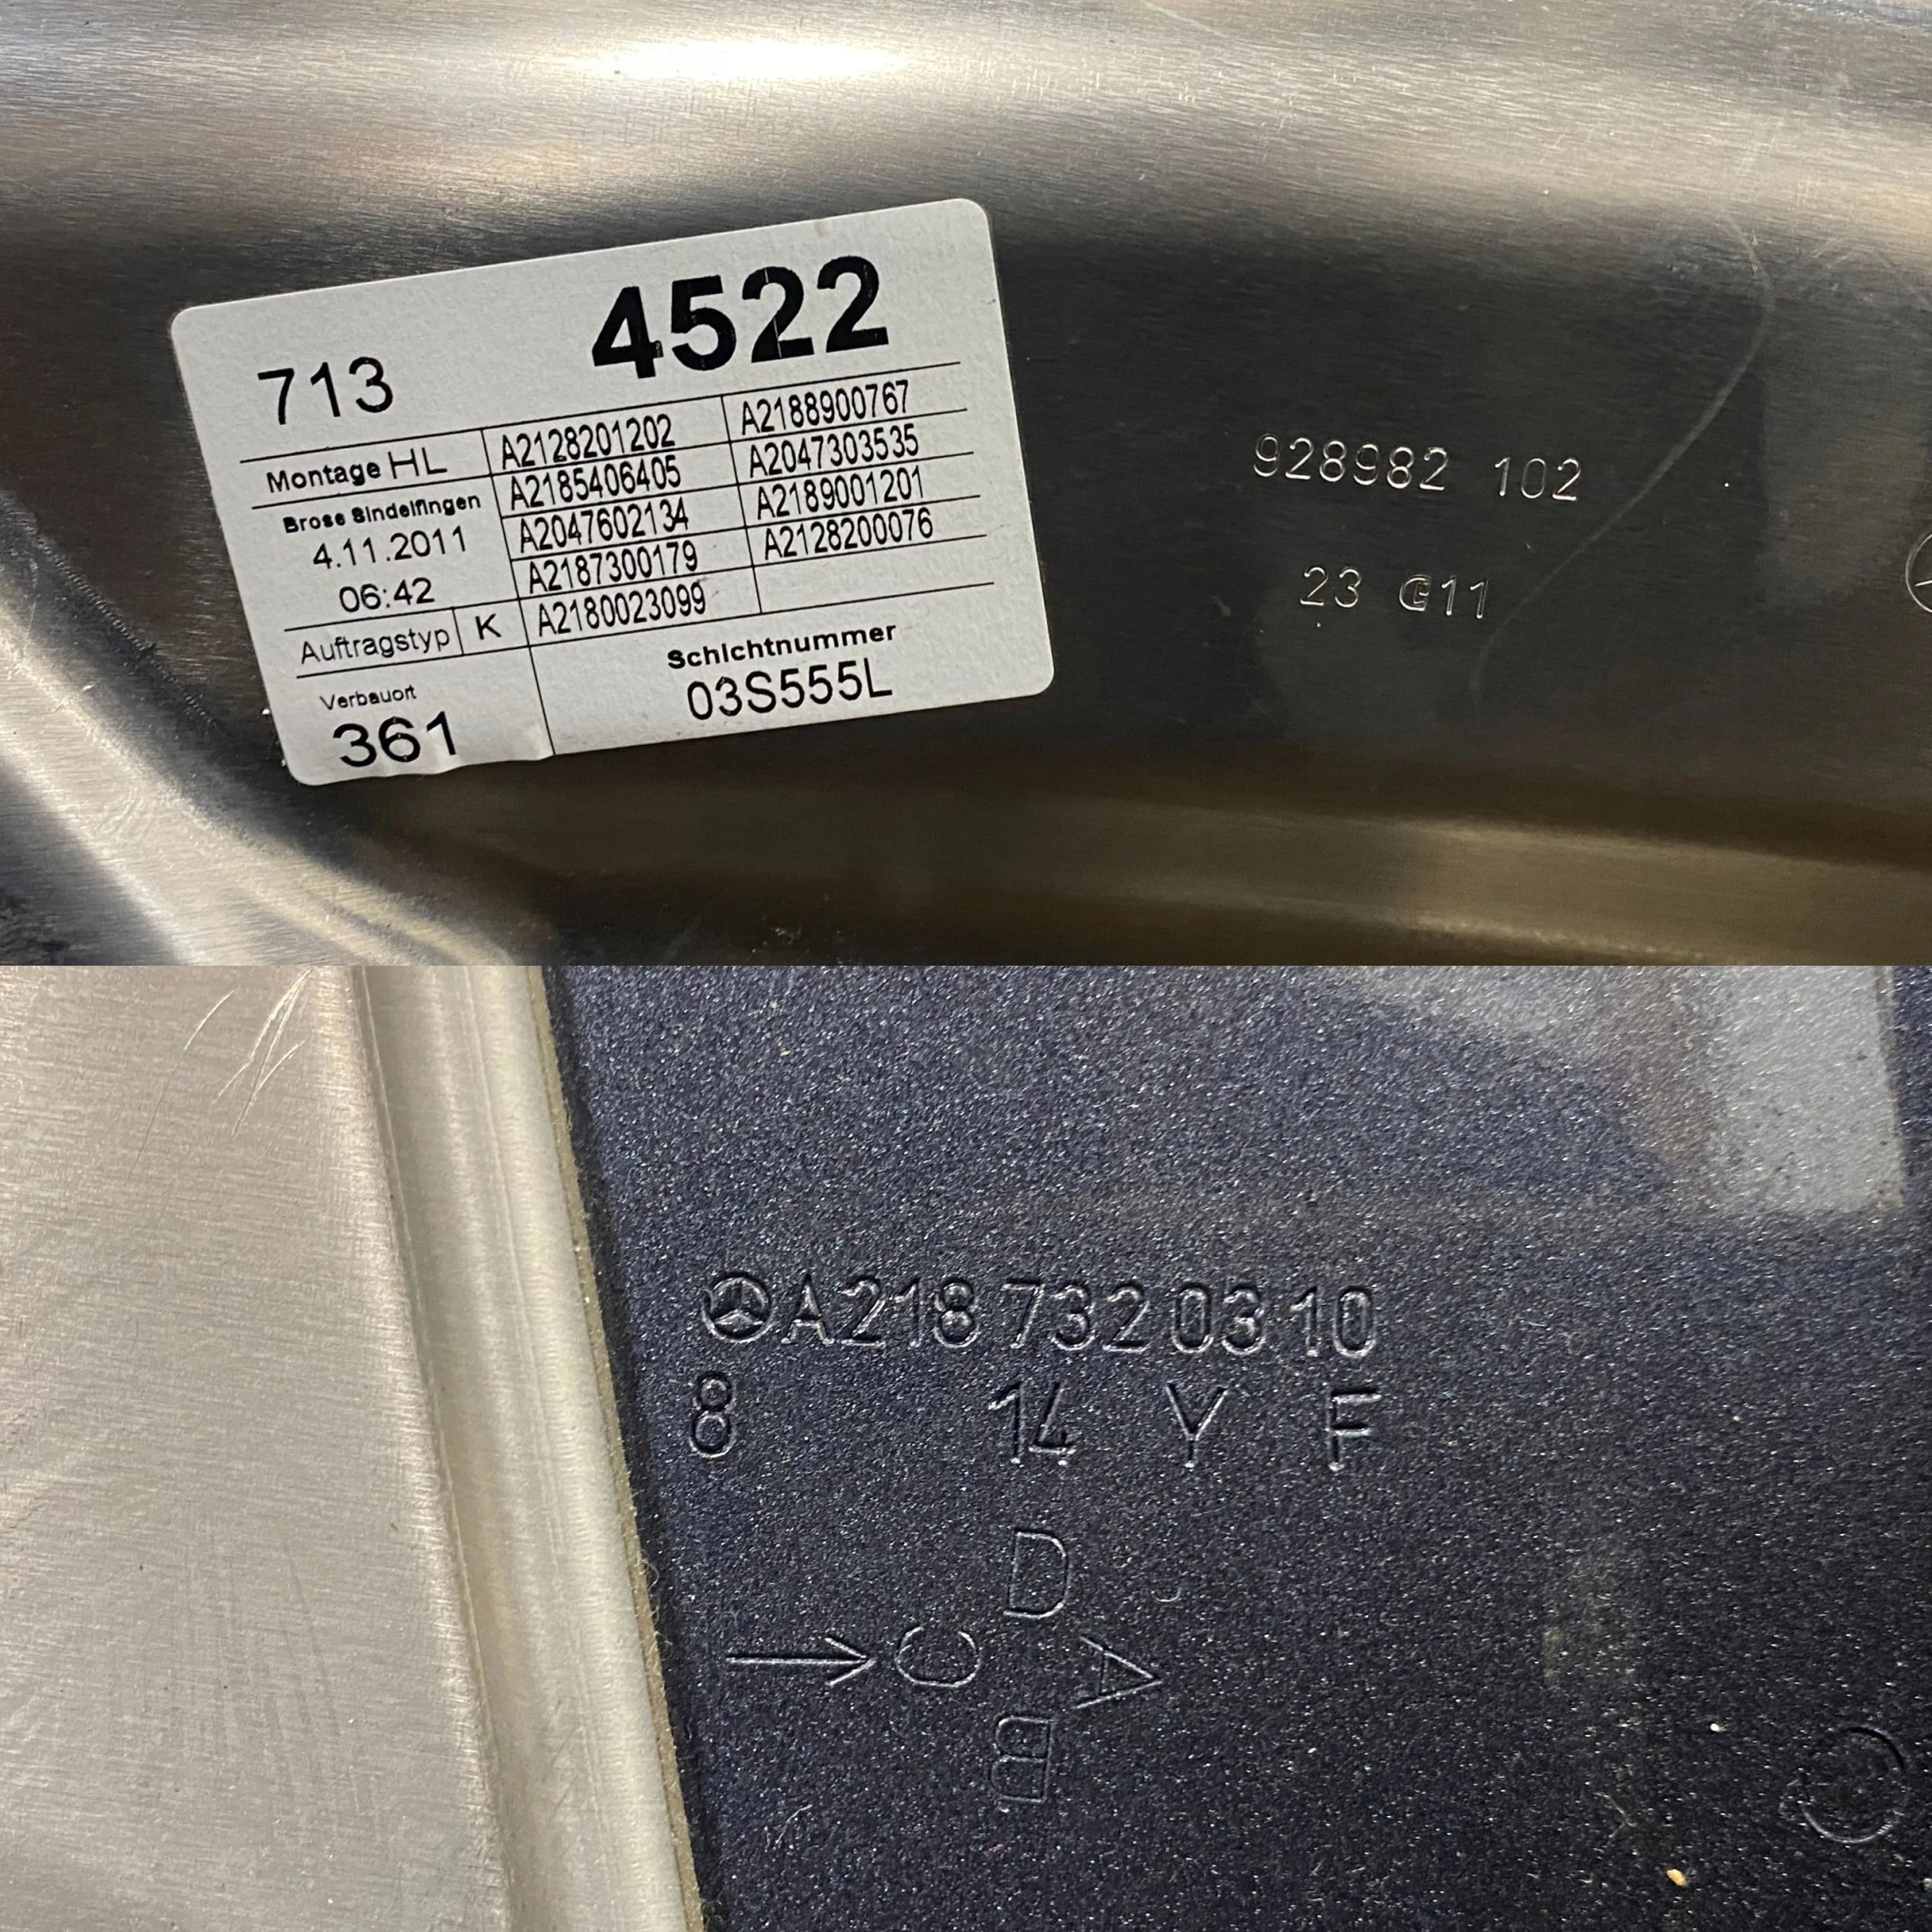 713 4522
Montage HL A2128201202 A2188900767
Brose Sindelfingen A2185406405 A2047303535
4.11.2011 A2047602134 A2189001201
06:42 A2187300179 A2128200076
Auftragstyp K A2180023099
Verbauort Schichtnummer
361 03S555L
928982 102
23 G11
A218 732 03 10
8 14 Y F
D
C A
B